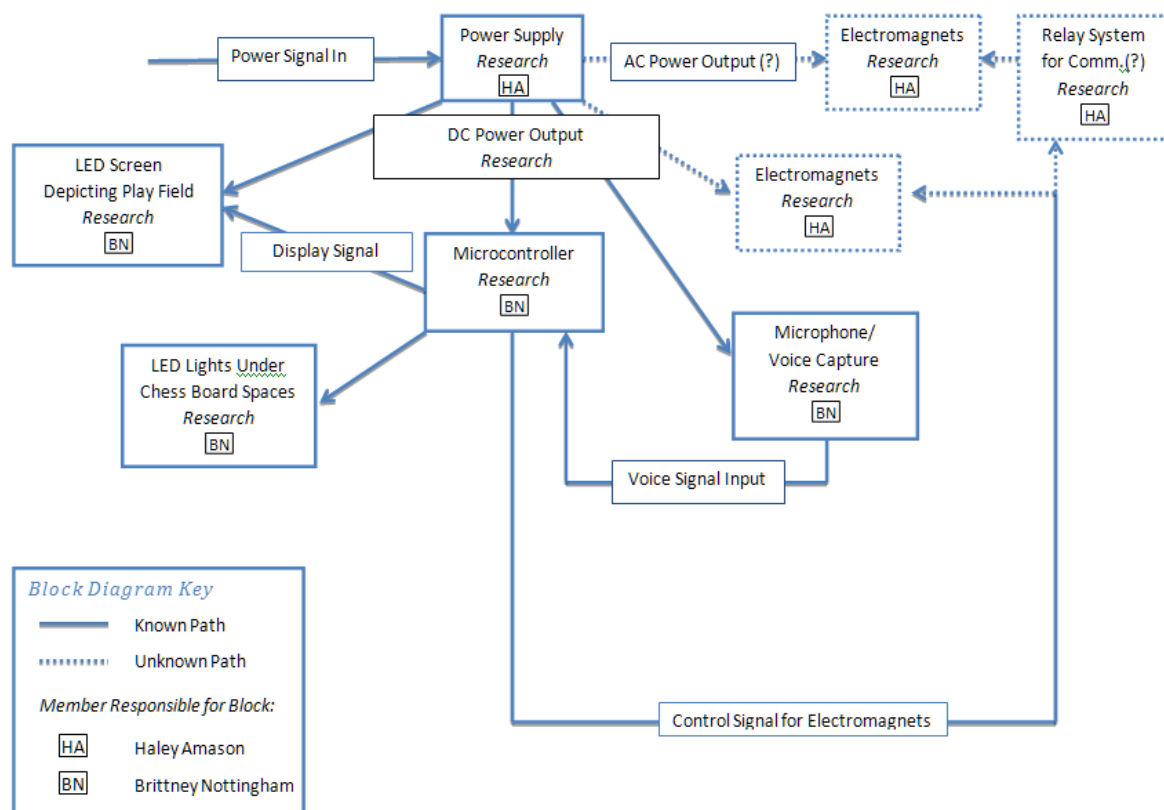 Power Signal In
Power Supply
Research
HA
AC Power Output (?)
Electromagnets
Research
HA
Relay System
for Comm.(?)
Research
HA
DC Power Output
Research
LED Screen
Depicting Play Field
Research
BN
Electromagnets
Research
HA
Display Signal
Microcontroller
Research
BN
LED Lights Under
Chess Board Spaces
Research
BN
Microphone/
Voice Capture
Research
BN
Voice Signal Input
Control Signal for Electromagnets
Block Diagram Key
Known Path
Unknown Path
Member Responsible for Block:
HA Haley Amason
BN Brittney Nottingham